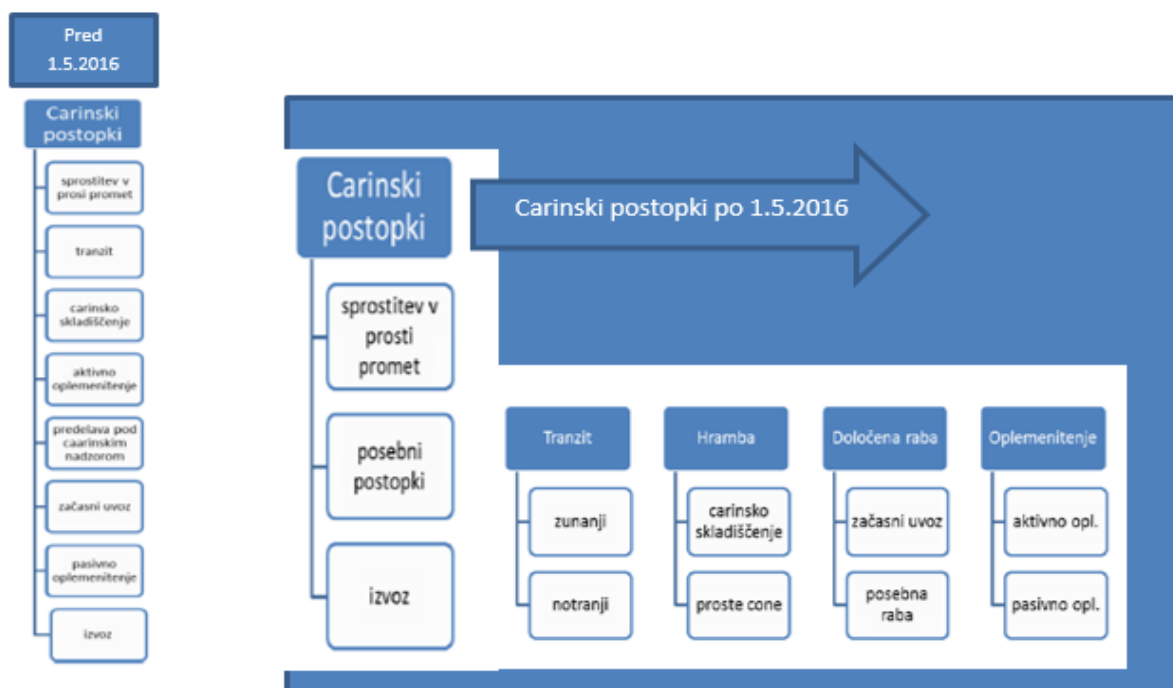 Pred
1.5.2016
Carinski
postopki
sprostitev v
prosi promet
tranzit
carinsko
skladiščenje
aktivno
oplemenitenje
predelava pod
caarinskim
nadzorom
začasni uvoz
pasivno
oplemenitenje
izvoz
Carinski
postopki
Carinski postopki po 1.5.2016
sprostitev v
prosti
promet
posebni
postopki
izvoz
Tranzit
zunanji
notranji
Hramba
carinsko
skladiščenje
proste cone
Določena raba
začasni uvoz
posebna
raba
Oplemenitenje
aktivno opl.
pasivno opl.